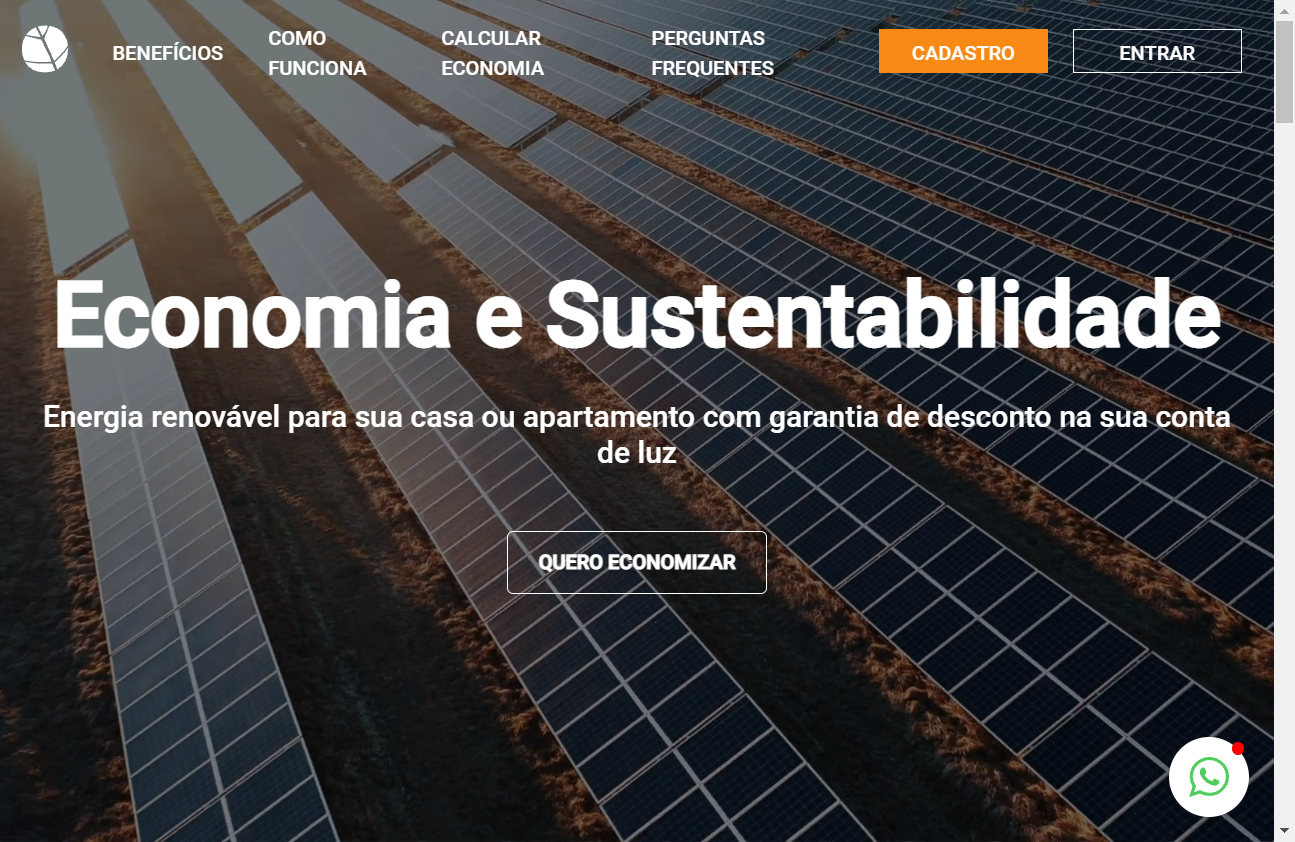 BENEFÍCIOS
COMO
FUNCIONA
CALCULAR
ECONOMIA
PERGUNTAS
FREQUENTES
CADASTRO
ENTRAR
Economia e Sustentabilidade
Energia renovável para sua casa ou apartamento com garantia de desconto na sua conta
de luz
QUERO ECONOMIZAR